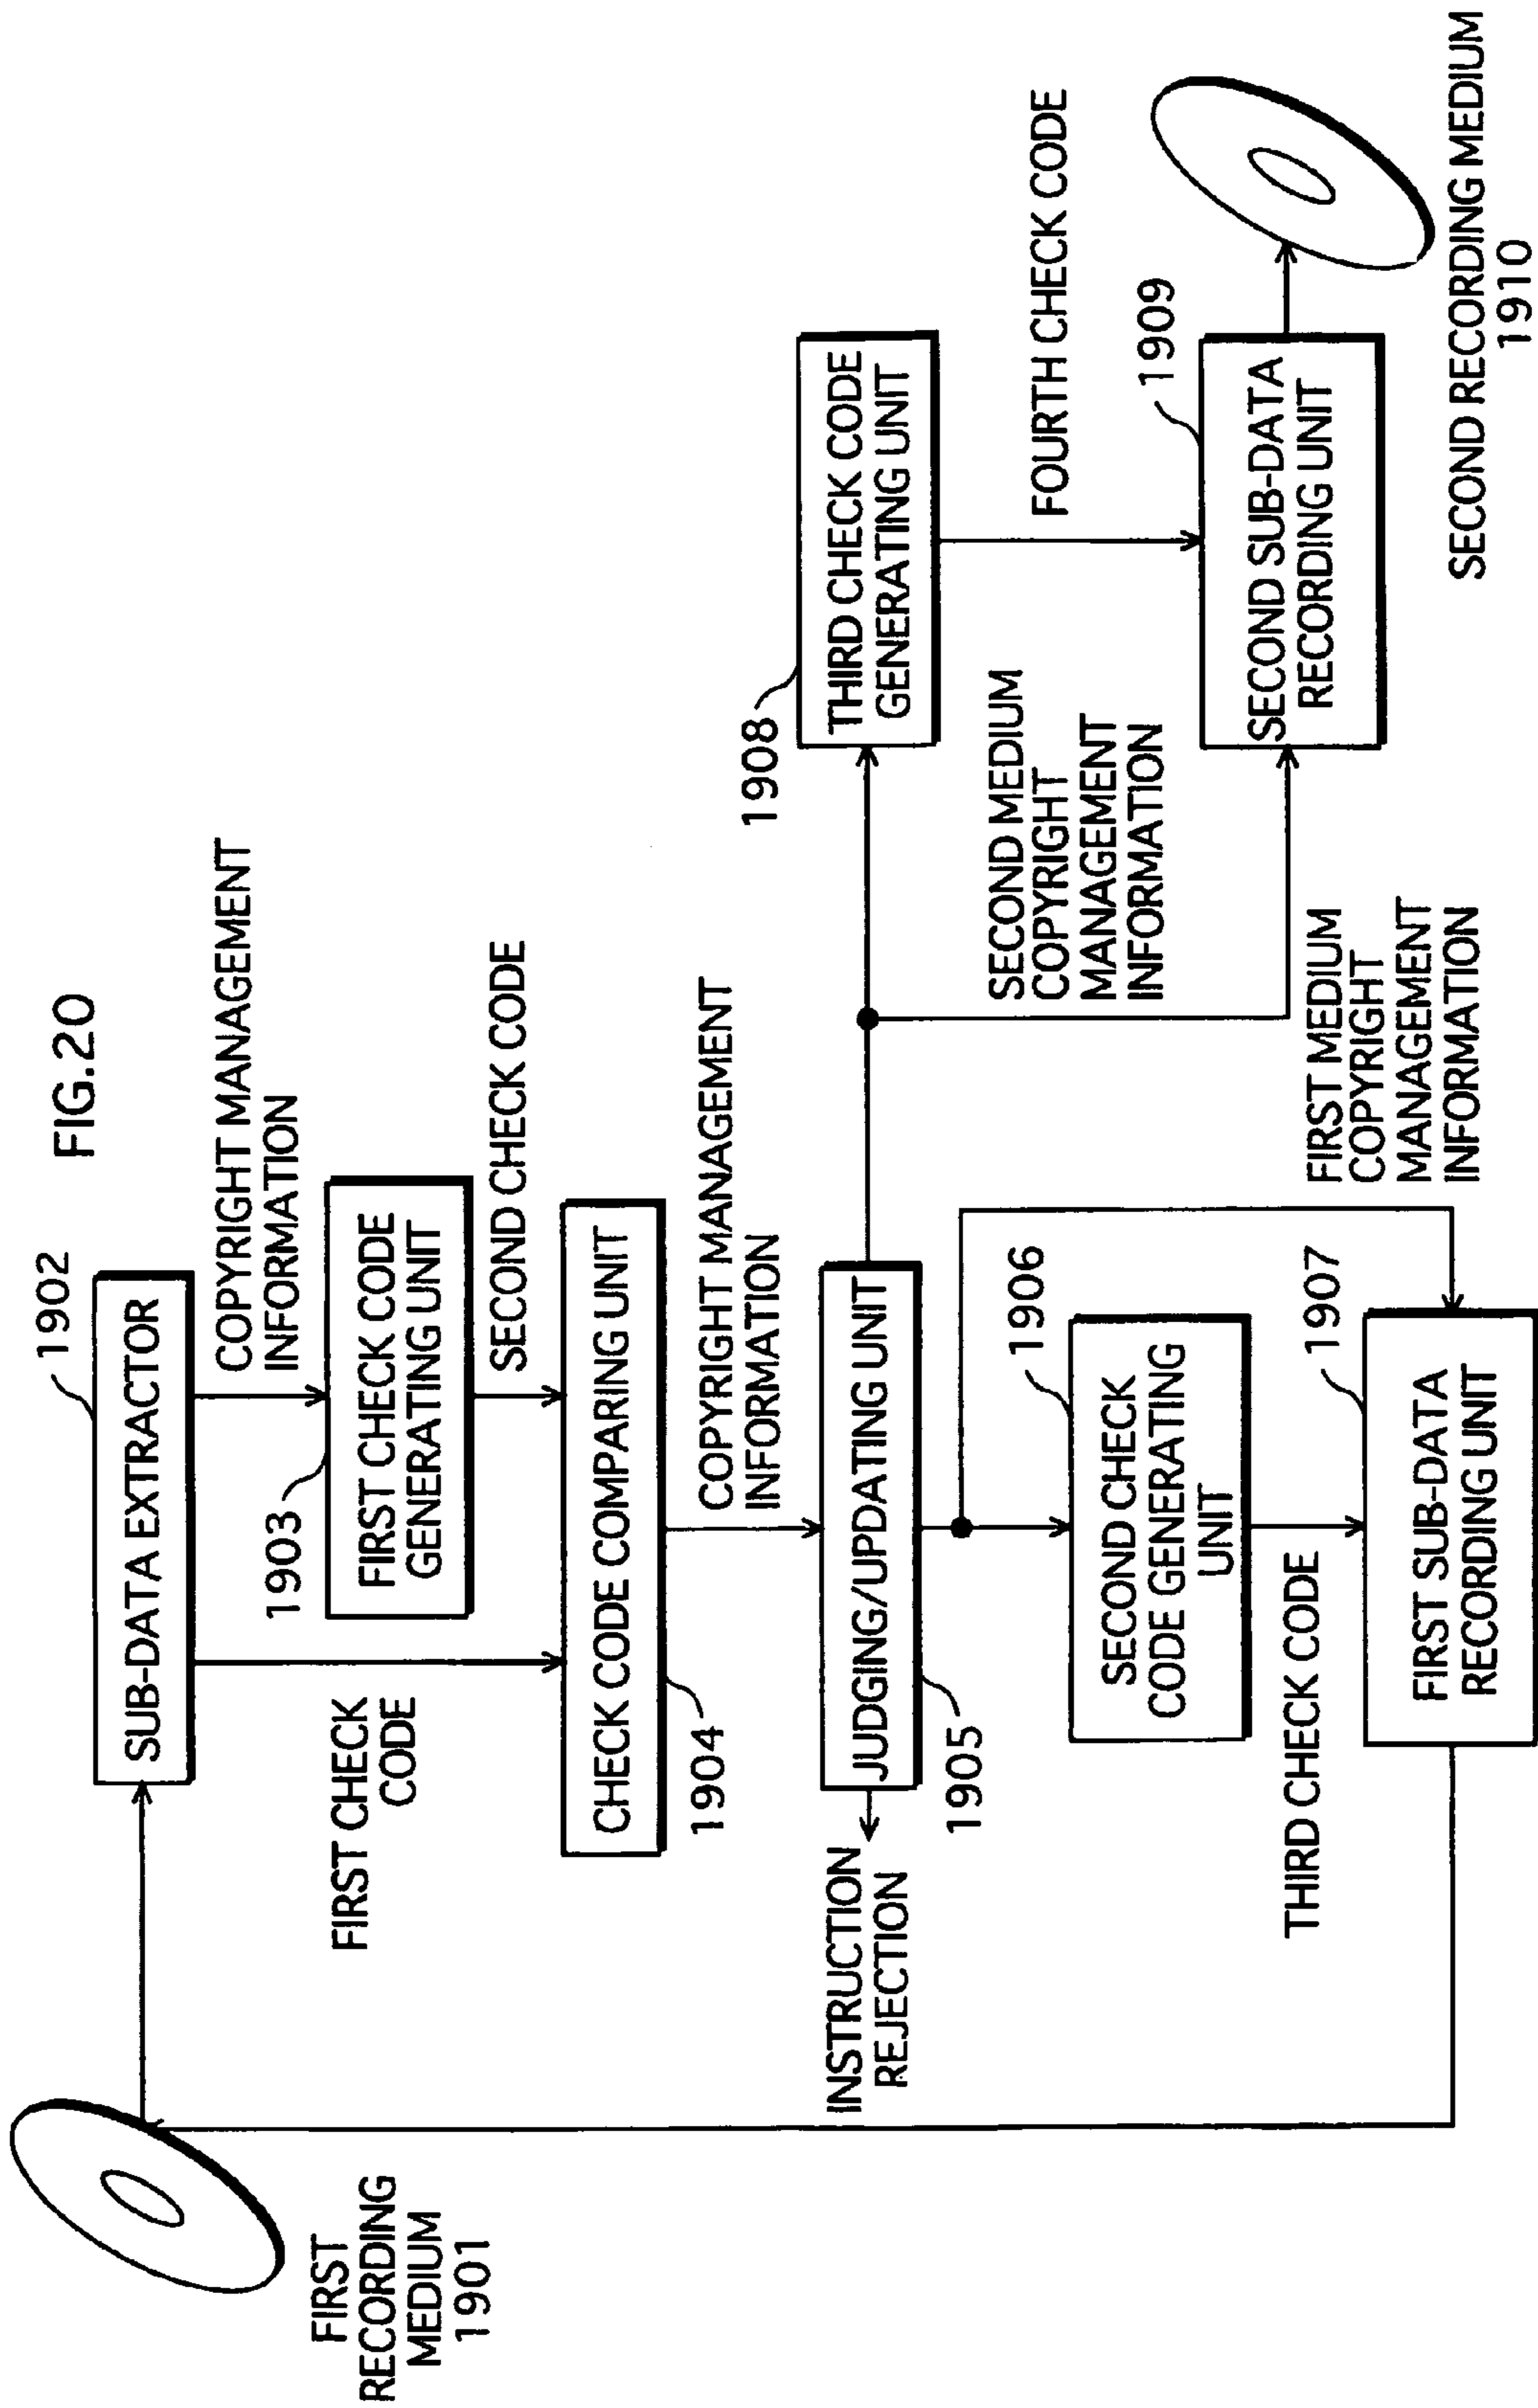 FIG.20
1902
SUB-DATA EXTRACTOR
COPYRIGHT MANAGEMENT
INFORMATION
1903
FIRST CHECK CODE
GENERATING UNIT
FIRST CHECK
CODE
SECOND CHECK CODE
CHECK CODE COMPARING UNIT
1904
COPYRIGHT MANAGEMENT
INFORMATION
FIRST
RECORDING
MEDIUM
1901
INSTRUCTION
REJECTION
JUDGING/UPDATING UNIT
1905
1906
SECOND CHECK
CODE GENERATING
UNIT
THIRD CHECK CODE
1907
FIRST SUB-DATA
RECORDING UNIT
FIRST MEDIUM
COPYRIGHT
MANAGEMENT
INFORMATION
SECOND MEDIUM
COPYRIGHT
MANAGEMENT
INFORMATION
1908
THIRD CHECK CODE
GENERATING UNIT
FOURTH CHECK CODE
1909
SECOND SUB-DATA
RECORDING UNIT
SECOND RECORDING MEDIUM
1910